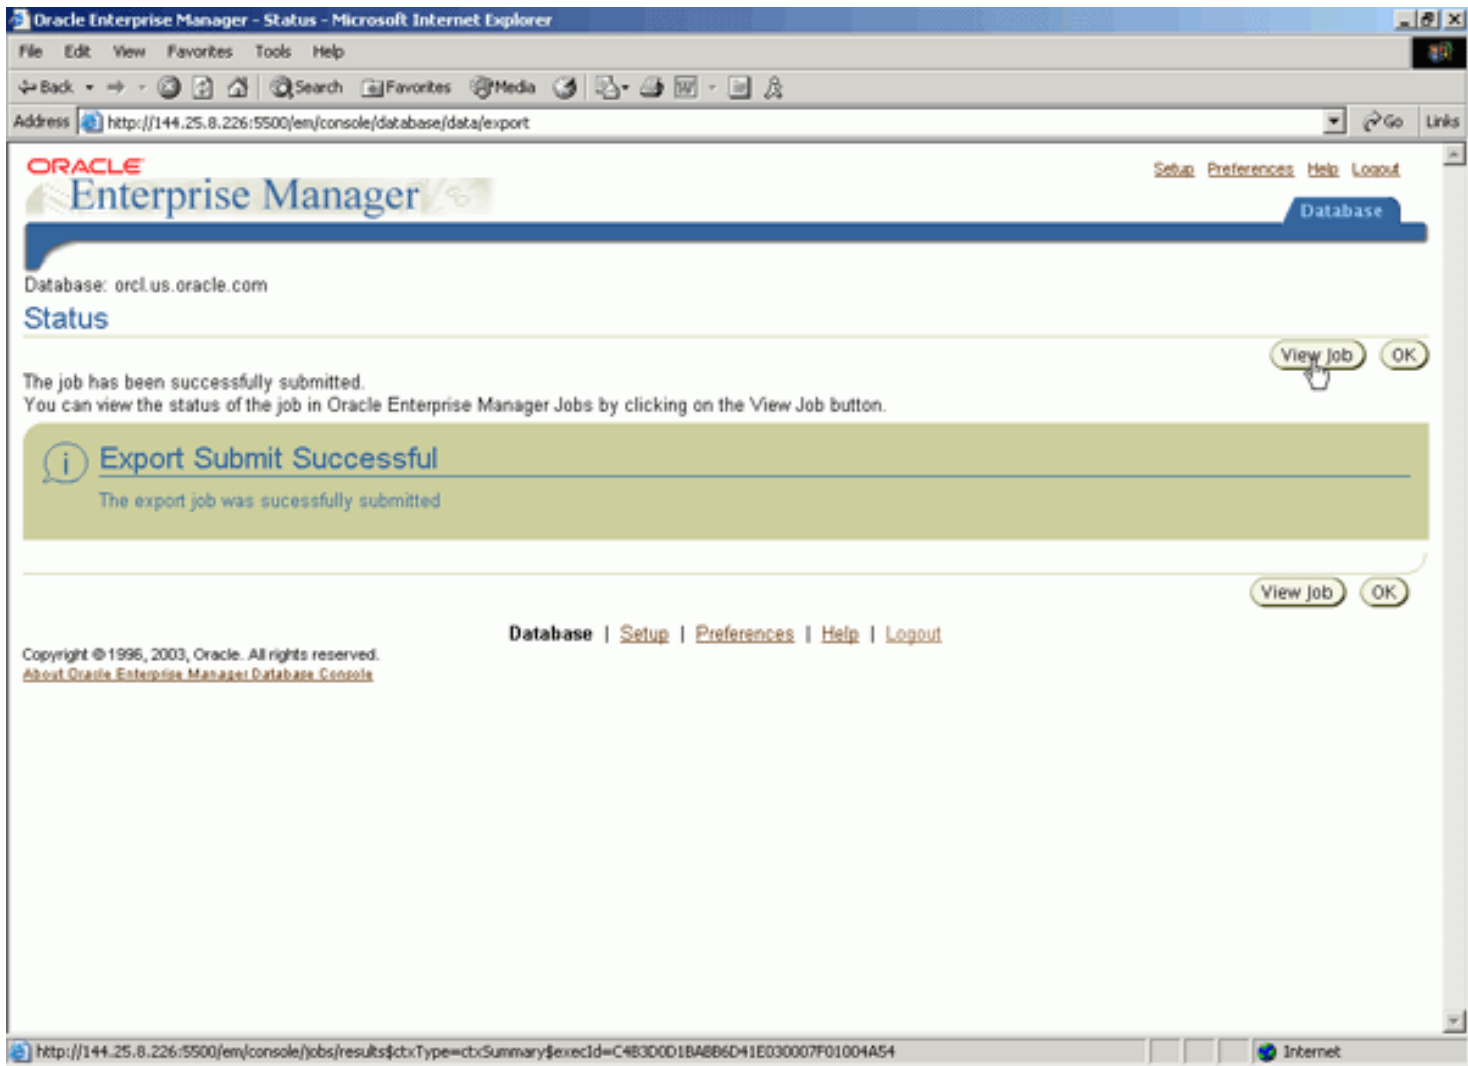 Oracle Enterprise Manager - Status - Microsoft Internet Explorer
File Edit View Favorites Tools Help
Back Search Favorites Media
Address http://144.25.8.226:5500/em/console/database/data/export Go Links
ORACLE
Enterprise Manager
Setup Preferences Help Logout
Database
Database: orcl.us.oracle.com
Status
View Job OK
The job has been successfully submitted.
You can view the status of the job in Oracle Enterprise Manager Jobs by clicking on the View Job button.
i Export Submit Successful
The export job was sucessfully submitted
View Job OK
Database | Setup | Preferences | Help | Logout
Copyright © 1996, 2003, Oracle. All rights reserved.
About Oracle Enterprise Manager Database Console
http://144.25.8.226:5500/em/console/jobs/results$ctxType=ctxSummary$execId=C4B3D0D1BABB6D41E030007F01004A54 Internet